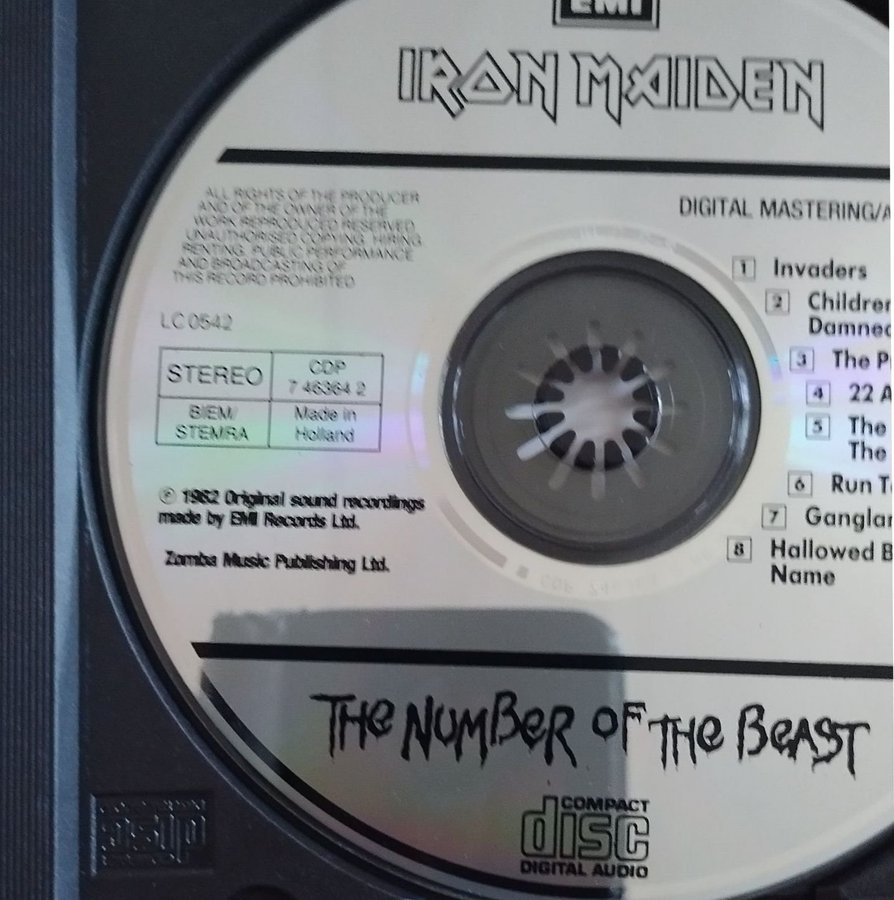 EMI
IRON MAIDEN
ALL RIGHTS OF THE PRODUCER
AND OF THE OWNER OF THE
WORK REPRODUCED RESERVED.
UNAUTHORISED COPYING, HIRING,
RENTING, PUBLIC PERFORMANCE
AND BROADCASTING OF
THIS RECORD PROHIBITED
LC 0542
STEREO
CDP
7 46364 2
BIEM/
STEMRA
Made in
Holland
℗ 1982 Original sound recordings
made by EMI Records Ltd.
Zomba Music Publishing Ltd.
DIGITAL MASTERING/A
1 Invaders
2 Children
Damned
3 The P
4 22 A
5 The
The
6 Run T
7 Ganglan
8 Hallowed B
Name
THE NUMBER OF THE BEAST
COMPACT
disc
DIGITAL AUDIO